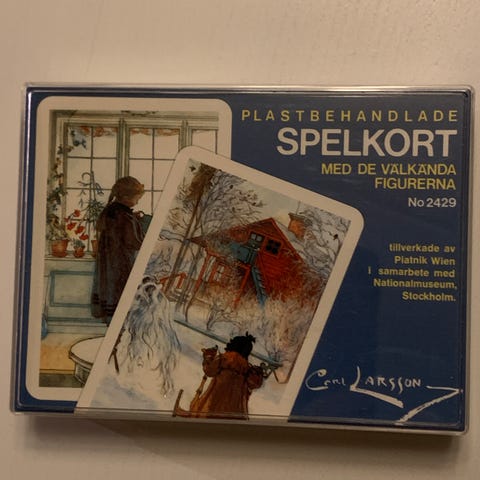 PLASTBEHANDLADE
SPELKORT
MED DE VÄLKÄNDA
FIGURERNA
No 2429
tillverkade av
Piatnik Wien
i samarbete med
Nationalmuseum,
Stockholm.
Carl LARSSON